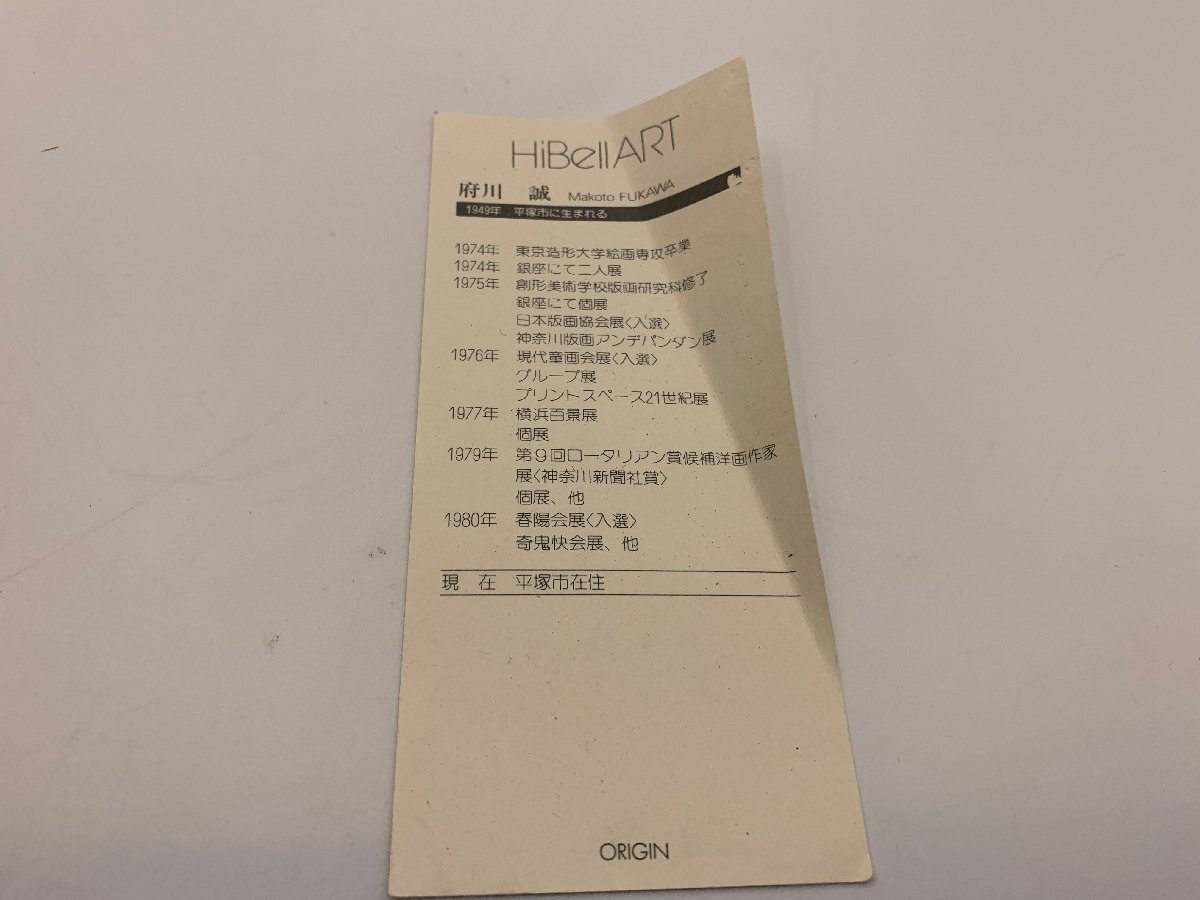 HiBellART
府川 誠 Makoto FUKAWA
1949年 平塚市に生まれる
1974年 東京造形大学絵画専攻卒業
1974年 銀座にて二人展
1975年 創形美術学校版画研究科修了
銀座にて個展
日本版画協会展〈入選〉
神奈川版画アンデパンダン展
1976年 現代童画会展〈入選〉
グループ展
プリントスペース21世紀展
1977年 横浜百景展
個展
1979年 第9回ロータリアン賞候補洋画作家
展〈神奈川新聞社賞〉
個展、他
1980年 春陽会展〈入選〉
奇鬼快会展、他
現 在 平塚市在住
ORIGIN